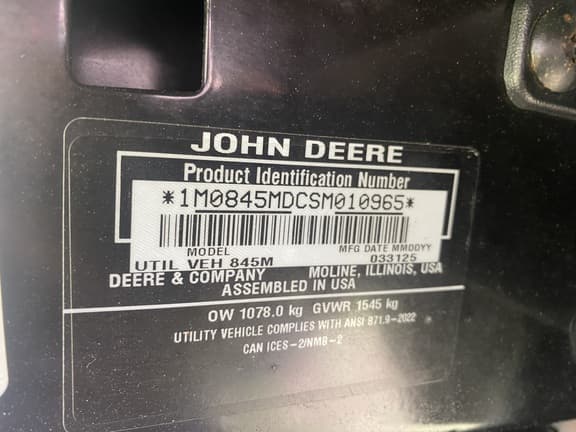 JOHN DEERE
Product Identification Number
*1M0845MDCSM010965*
MODEL MFG DATE MMDDYY
UTIL VEH 845M 033125
DEERE & COMPANY MOLINE, ILLINOIS, USA
ASSEMBLED IN USA
OW 1078.0 kg GVWR 1545 kg
UTILITY VEHICLE COMPLIES WITH ANSI B71.9-2022
CAN ICES-2/NMB-2